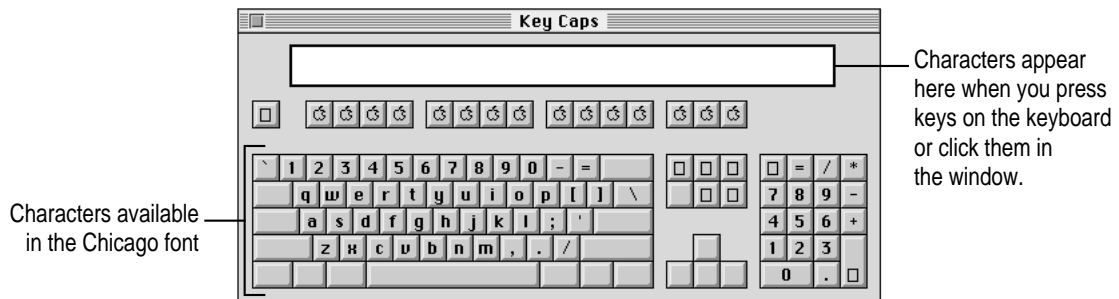 Key Caps
Characters appear
here when you press
keys on the keyboard
or click them in
the window.
` 1 2 3 4 5 6 7 8 9 0 - = = / *
q w e r t y u i o p [ ] \ 7 8 9 -
a s d f g h j k l ; ' 4 5 6 +
z x c v b n m , . / 1 2 3
0 .
Characters available
in the Chicago font